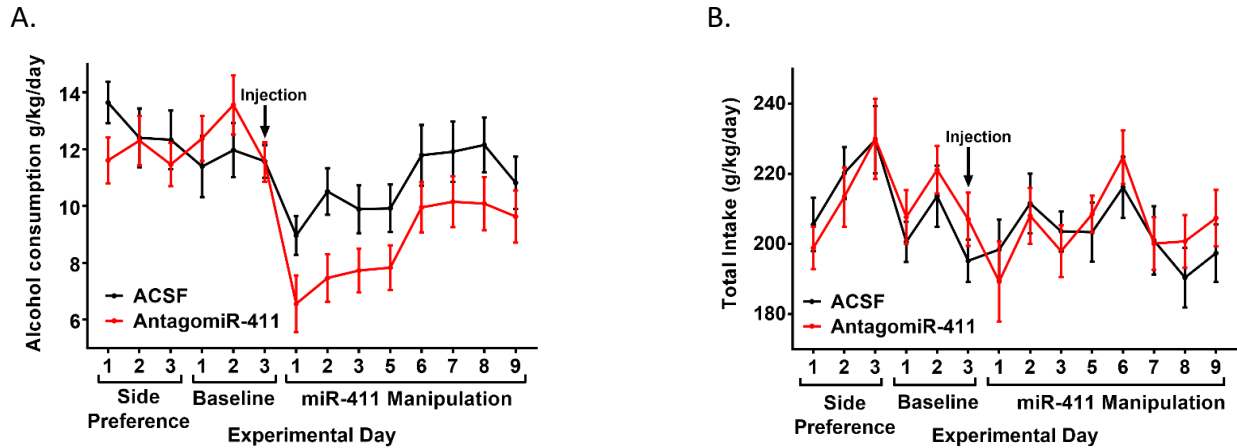 A.
Alcohol consumption g/kg/day
14
12
10
8
6
Injection
ACSF
AntagomiR-411
1 2 3 1 2 3 1 2 3 5 6 7 8 9
Side Preference
Baseline
miR-411 Manipulation
Experimental Day
B.
Total Intake (g/kg/day)
240
220
200
180
Injection
ACSF
AntagomiR-411
1 2 3 1 2 3 1 2 3 5 6 7 8 9
Side Preference
Baseline
miR-411 Manipulation
Experimental Day